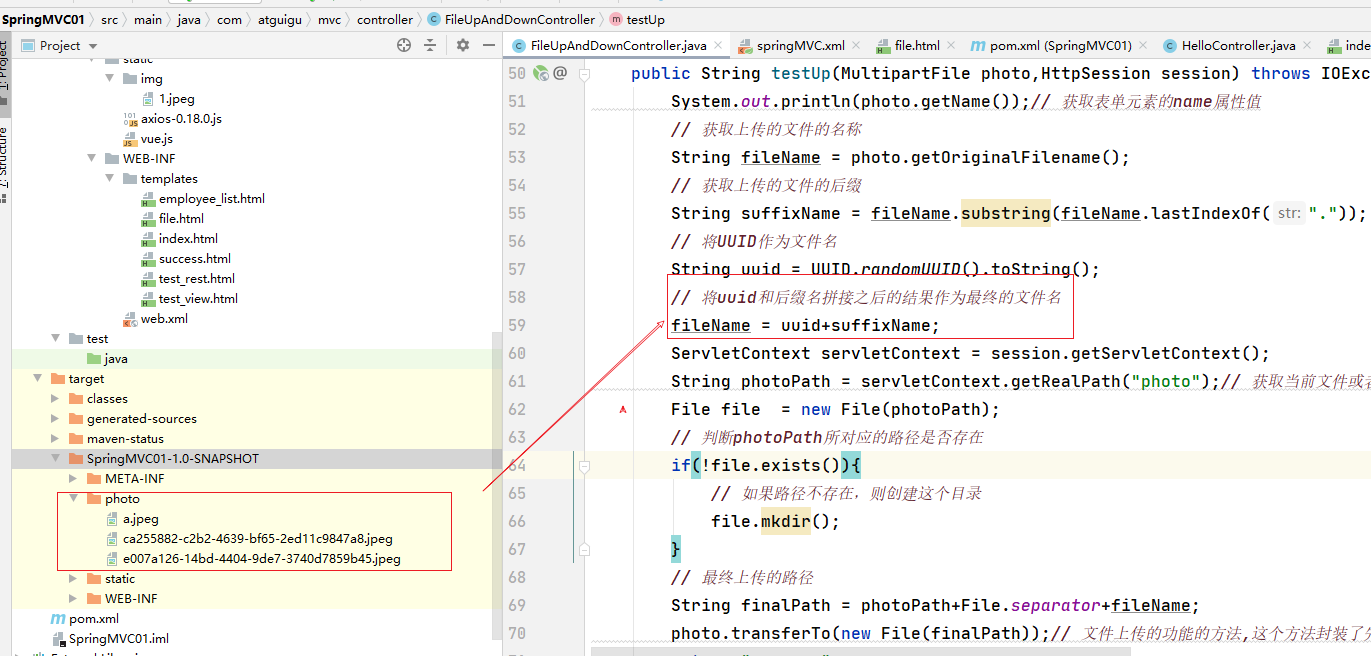 SpringMVC01 src main java com atguigu mvc controller FileUpAndDownController testUp
Project
FileUpAndDownController.java
springMVC.xml
file.html
pom.xml (SpringMVC01)
HelloController.java
1: Project
7: Structure
static
img
1.jpeg
axios-0.18.0.js
vue.js
WEB-INF
templates
employee_list.html
file.html
index.html
success.html
test_rest.html
test_view.html
web.xml
test
java
target
classes
generated-sources
maven-status
SpringMVC01-1.0-SNAPSHOT
META-INF
photo
a.jpeg
ca255882-c2b2-4639-bf65-2ed11c9847a8.jpeg
e007a126-14bd-4404-9de7-3740d7859b45.jpeg
static
WEB-INF
pom.xml
SpringMVC01.iml
50 public String testUp(MultipartFile photo,HttpSession session) throws
51 System.out.println(photo.getName());// 获取表单元素的name属性值
52 // 获取上传的文件的名称
53 String fileName = photo.getOriginalFilename();
54 // 获取上传的文件的后缀
55 String suffixName = fileName.substring(fileName.lastIndexOf( str: "."));
56 // 将UUID作为文件名
57 String uuid = UUID.randomUUID().toString();
58 // 将uuid和后缀名拼接之后的结果作为最终的文件名
59 fileName = uuid+suffixName;
60 ServletContext servletContext = session.getServletContext();
61 String photoPath = servletContext.getRealPath("photo");// 获取当前文件或者
62 File file  = new File(photoPath);
63 // 判断photoPath所对应的路径是否存在
64 if(!file.exists()){
65 // 如果路径不存在，则创建这个目录
66 file.mkdir();
67 }
68 // 最终上传的路径
69 String finalPath = photoPath+File.separator+fileName;
70 photo.transferTo(new File(finalPath));// 文件上传的功能的方法,这个方法封装了